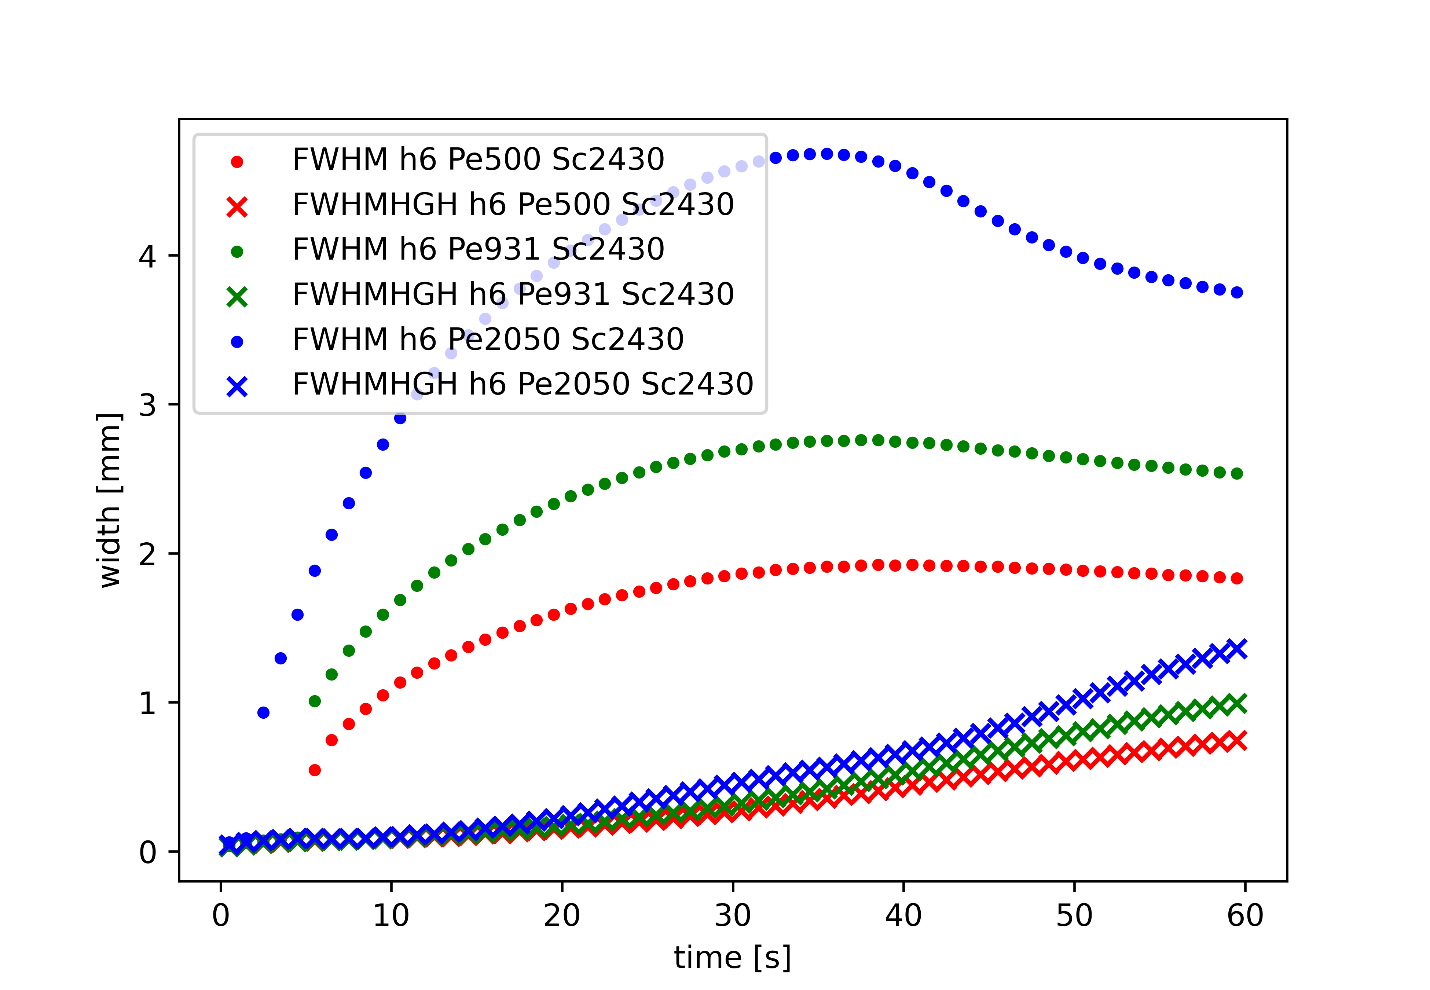 FWHM h6 Pe500 Sc2430
FWHMHGH h6 Pe500 Sc2430
FWHM h6 Pe931 Sc2430
FWHMHGH h6 Pe931 Sc2430
FWHM h6 Pe2050 Sc2430
FWHMHGH h6 Pe2050 Sc2430
4
3
2
1
0
width [mm]
0 10 20 30 40 50 60
time [s]